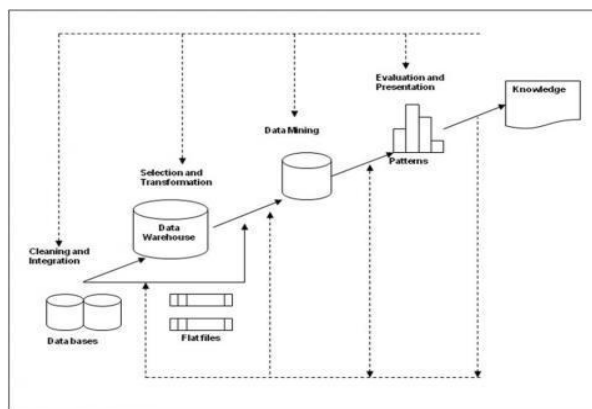 Evaluation and
Presentation
Knowledge
Data Mining
Patterns
Selection and
Transformation
Data
Warehouse
Cleaning and
Integration
Data bases
Flat files